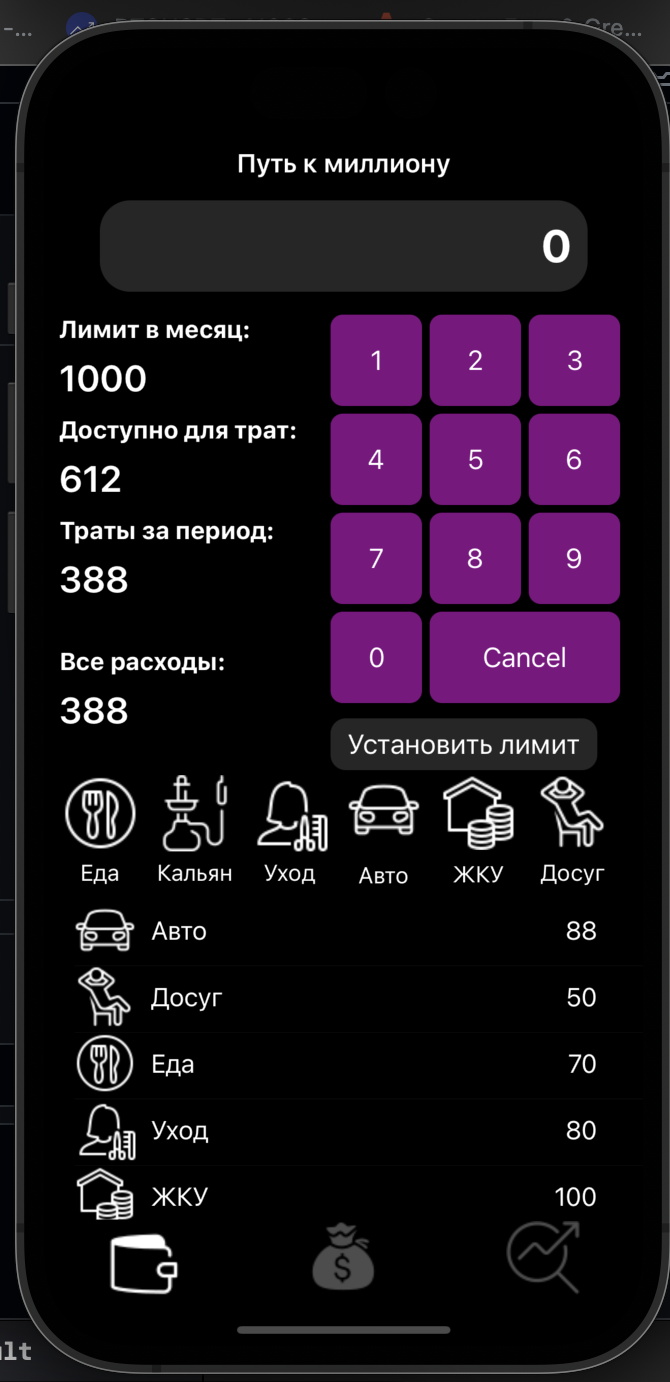 Путь к миллиону
0
Лимит в месяц:
1000
Доступно для трат:
612
Траты за период:
388
Все расходы:
388
1 2 3
4 5 6
7 8 9
0 Cancel
Установить лимит
Еда Кальян Уход Авто ЖКУ Досуг
Авто 88
Досуг 50
Еда 70
Уход 80
ЖКУ 100
$